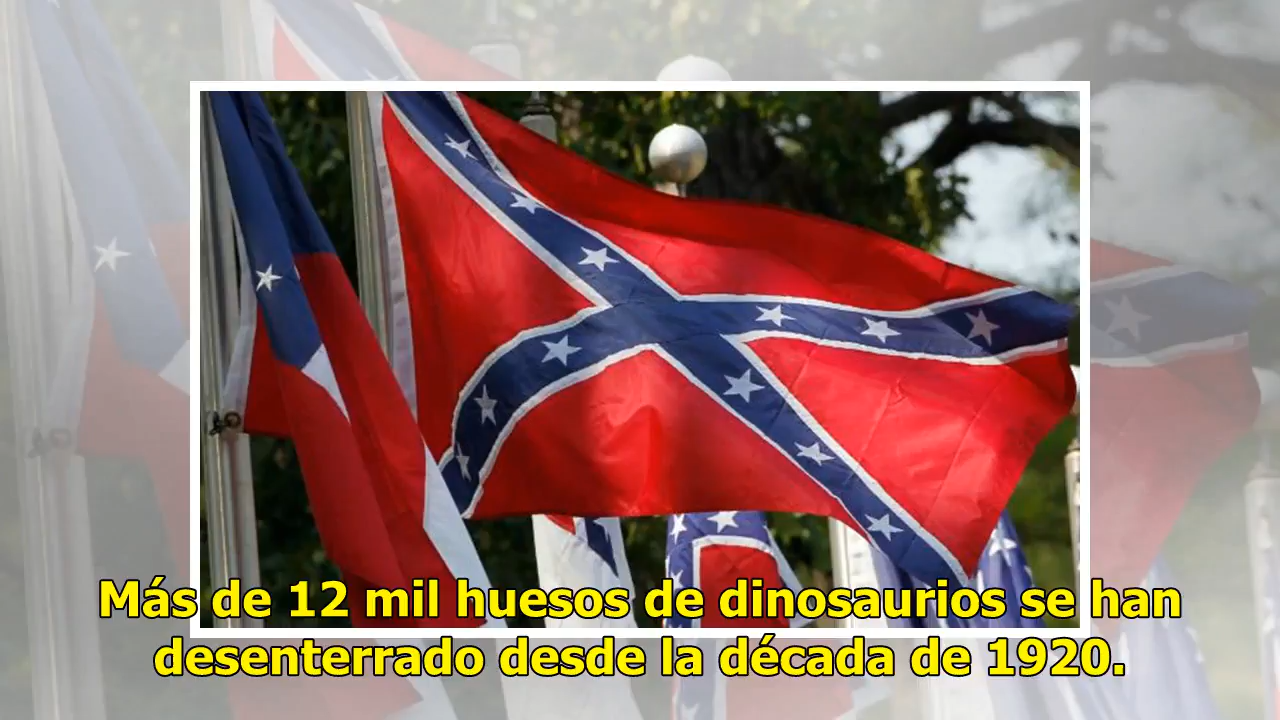 Más de 12 mil huesos de dinosaurios se han
desenterrado desde la década de 1920.